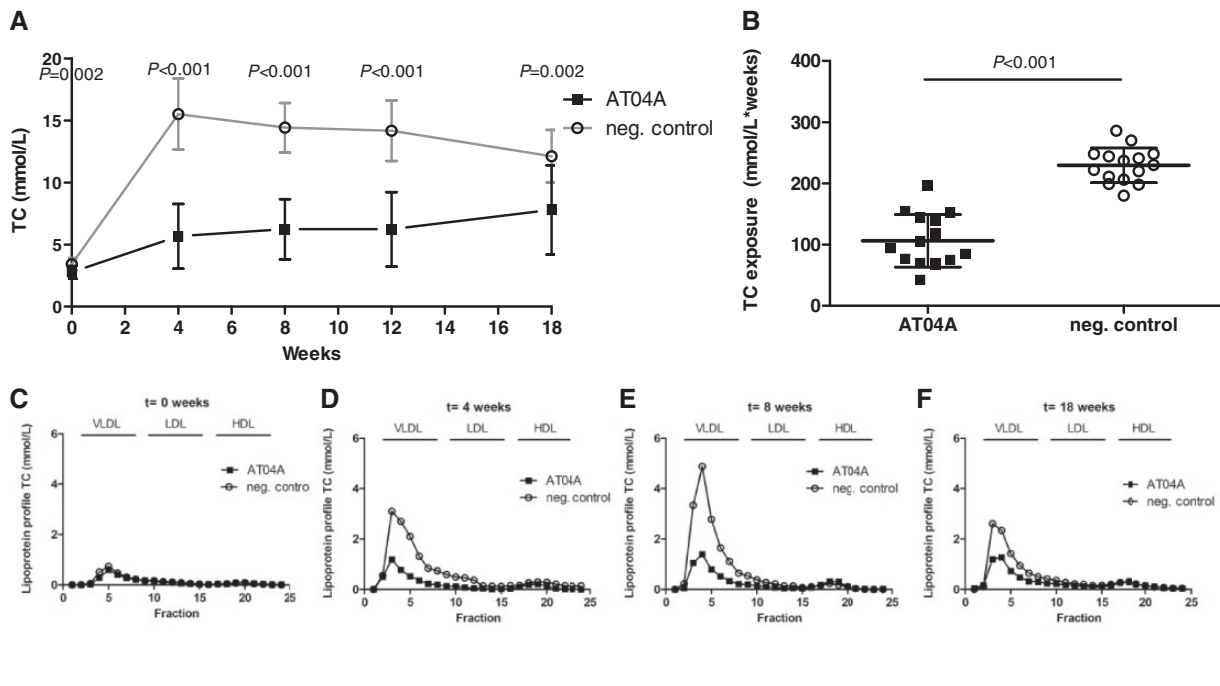 A
TC (mmol/L)
20
15
10
5
0
P=0.002
P<0.001
P<0.001
P<0.001
P=0.002
AT04A
neg. control
0 2 4 6 8 10 12 14 16 18
Weeks
B
TC exposure (mmol/L*weeks)
400
300
200
100
0
P<0.001
AT04A neg. control
C
t= 0 weeks
VLDL LDL HDL
Lipoprotein profile TC (mmol/L)
6
4
2
0
AT04A
neg. contro
0 5 10 15 20 25
Fraction
D
t= 4 weeks
VLDL LDL HDL
Lipoprotein profile TC (mmol/L)
6
4
2
0
AT04A
neg. control
0 5 10 15 20 25
Fraction
E
t= 8 weeks
VLDL LDL HDL
Lipoprotein profile TC (mmol/L)
6
4
2
0
AT04A
neg. control
0 5 10 15 20 25
Fraction
F
t= 18 weeks
VLDL LDL HDL
Lipoprotein profile TC (mmol/L)
6
4
2
0
AT04A
neg. control
0 5 10 15 20 25
Fraction